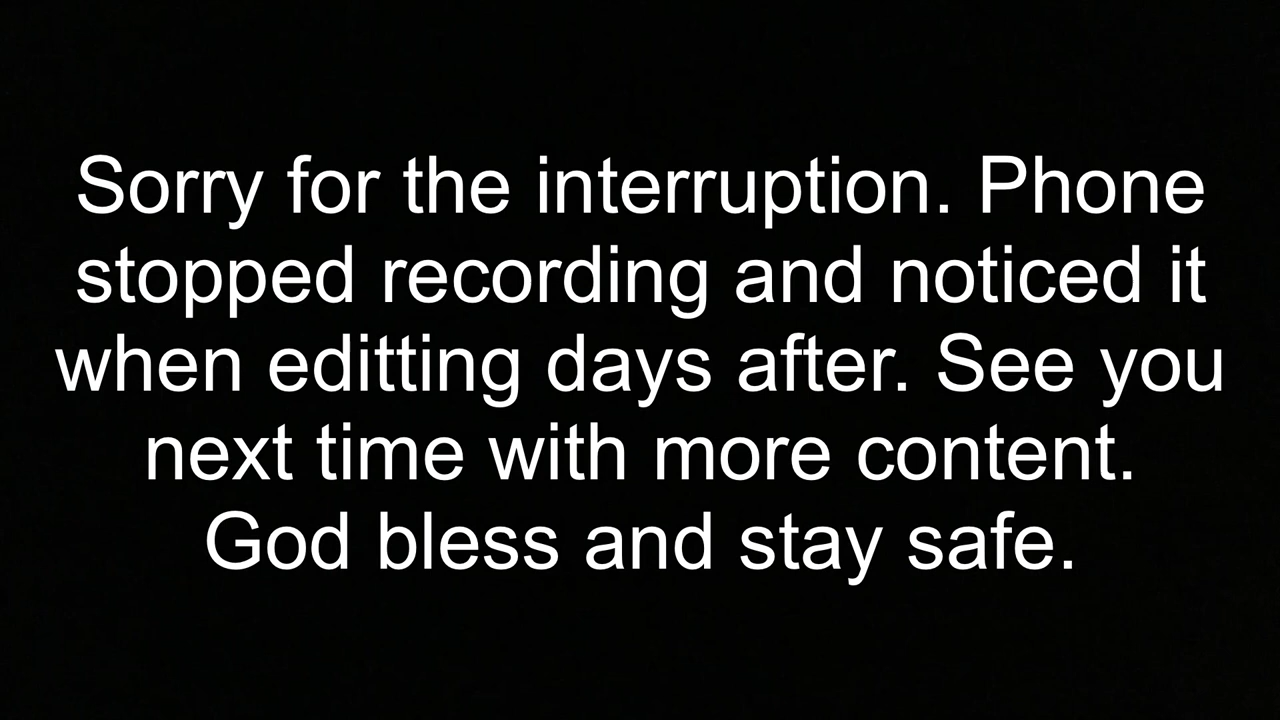 Sorry for the interruption. Phone
stopped recording and noticed it
when editting days after. See you
next time with more content.
God bless and stay safe.